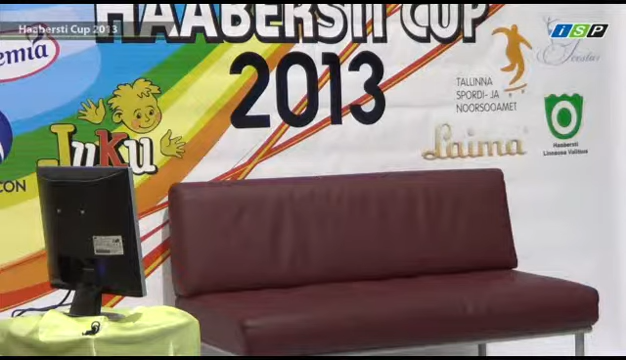 Haabersti Cup 2013
HAABERSTI CUP
2013
iSP
emia
JuKu
CON
TALLINNA
SPORDI- JA
NOORSOOAMET
Laima
Haabersti
Linnaosa Valitsus